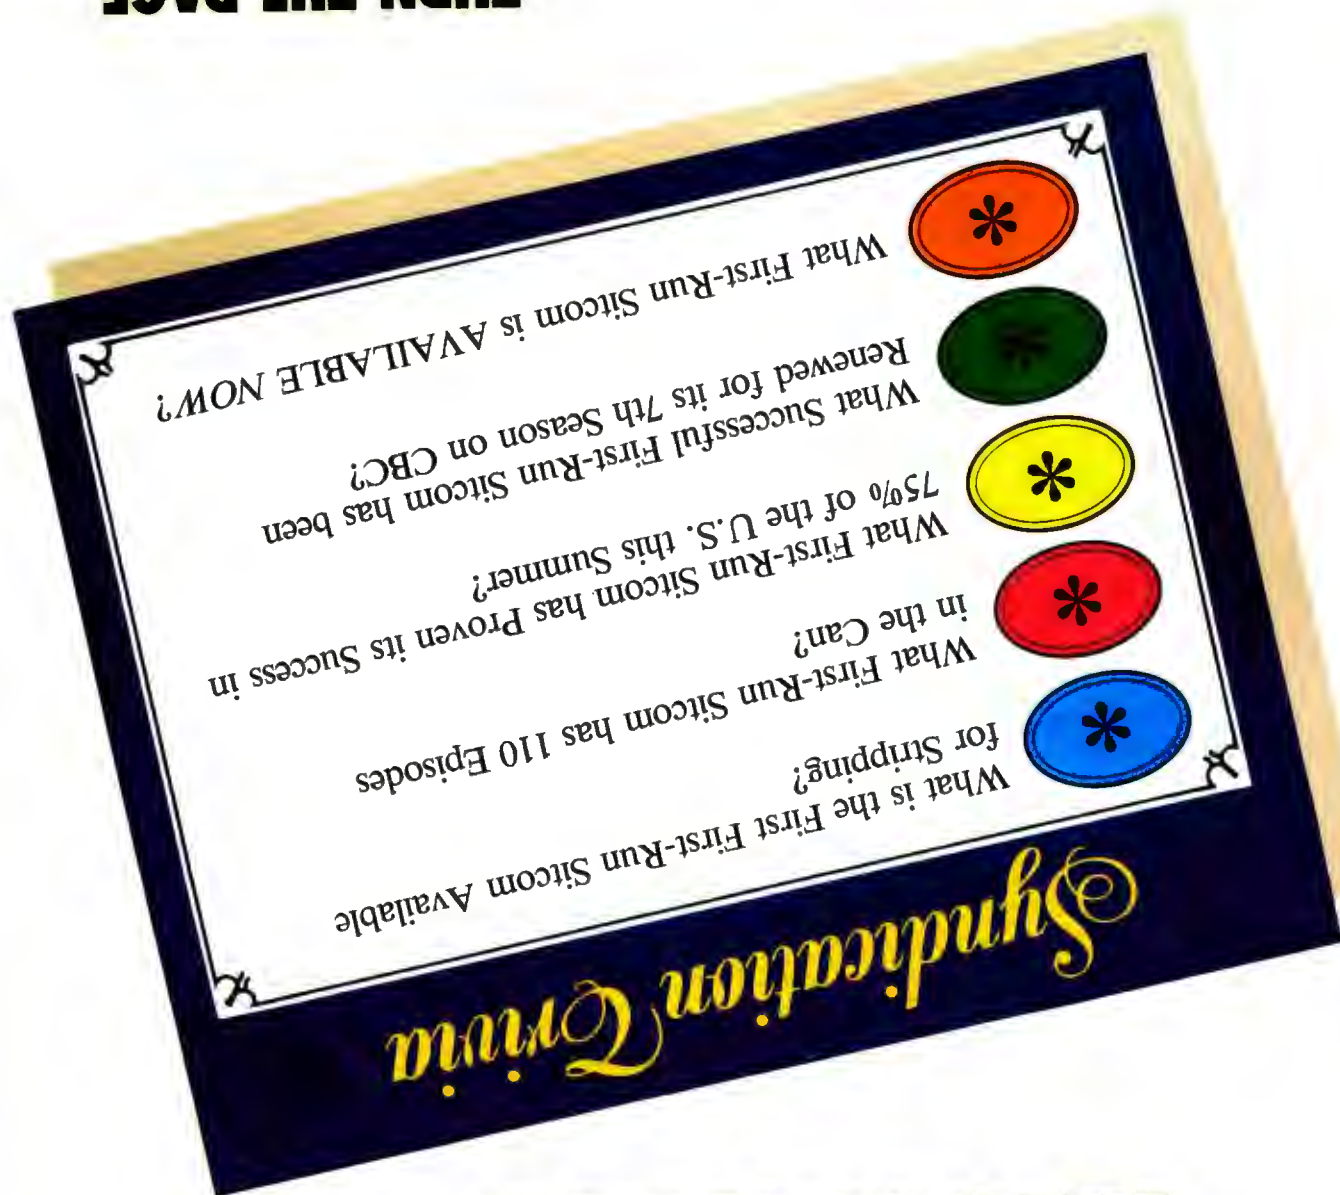 Syndication Trivia
What is the First First-Run Sitcom Available
for Stripping?
What First-Run Sitcom has 110 Episodes
in the Can?
What First-Run Sitcom has Proven its Success in
75% of the U.S. this Summer?
What Successful First-Run Sitcom has been
Renewed for its 7th Season on CBC?
What First-Run Sitcom is AVAILABLE NOW?
TURN THE PAGE